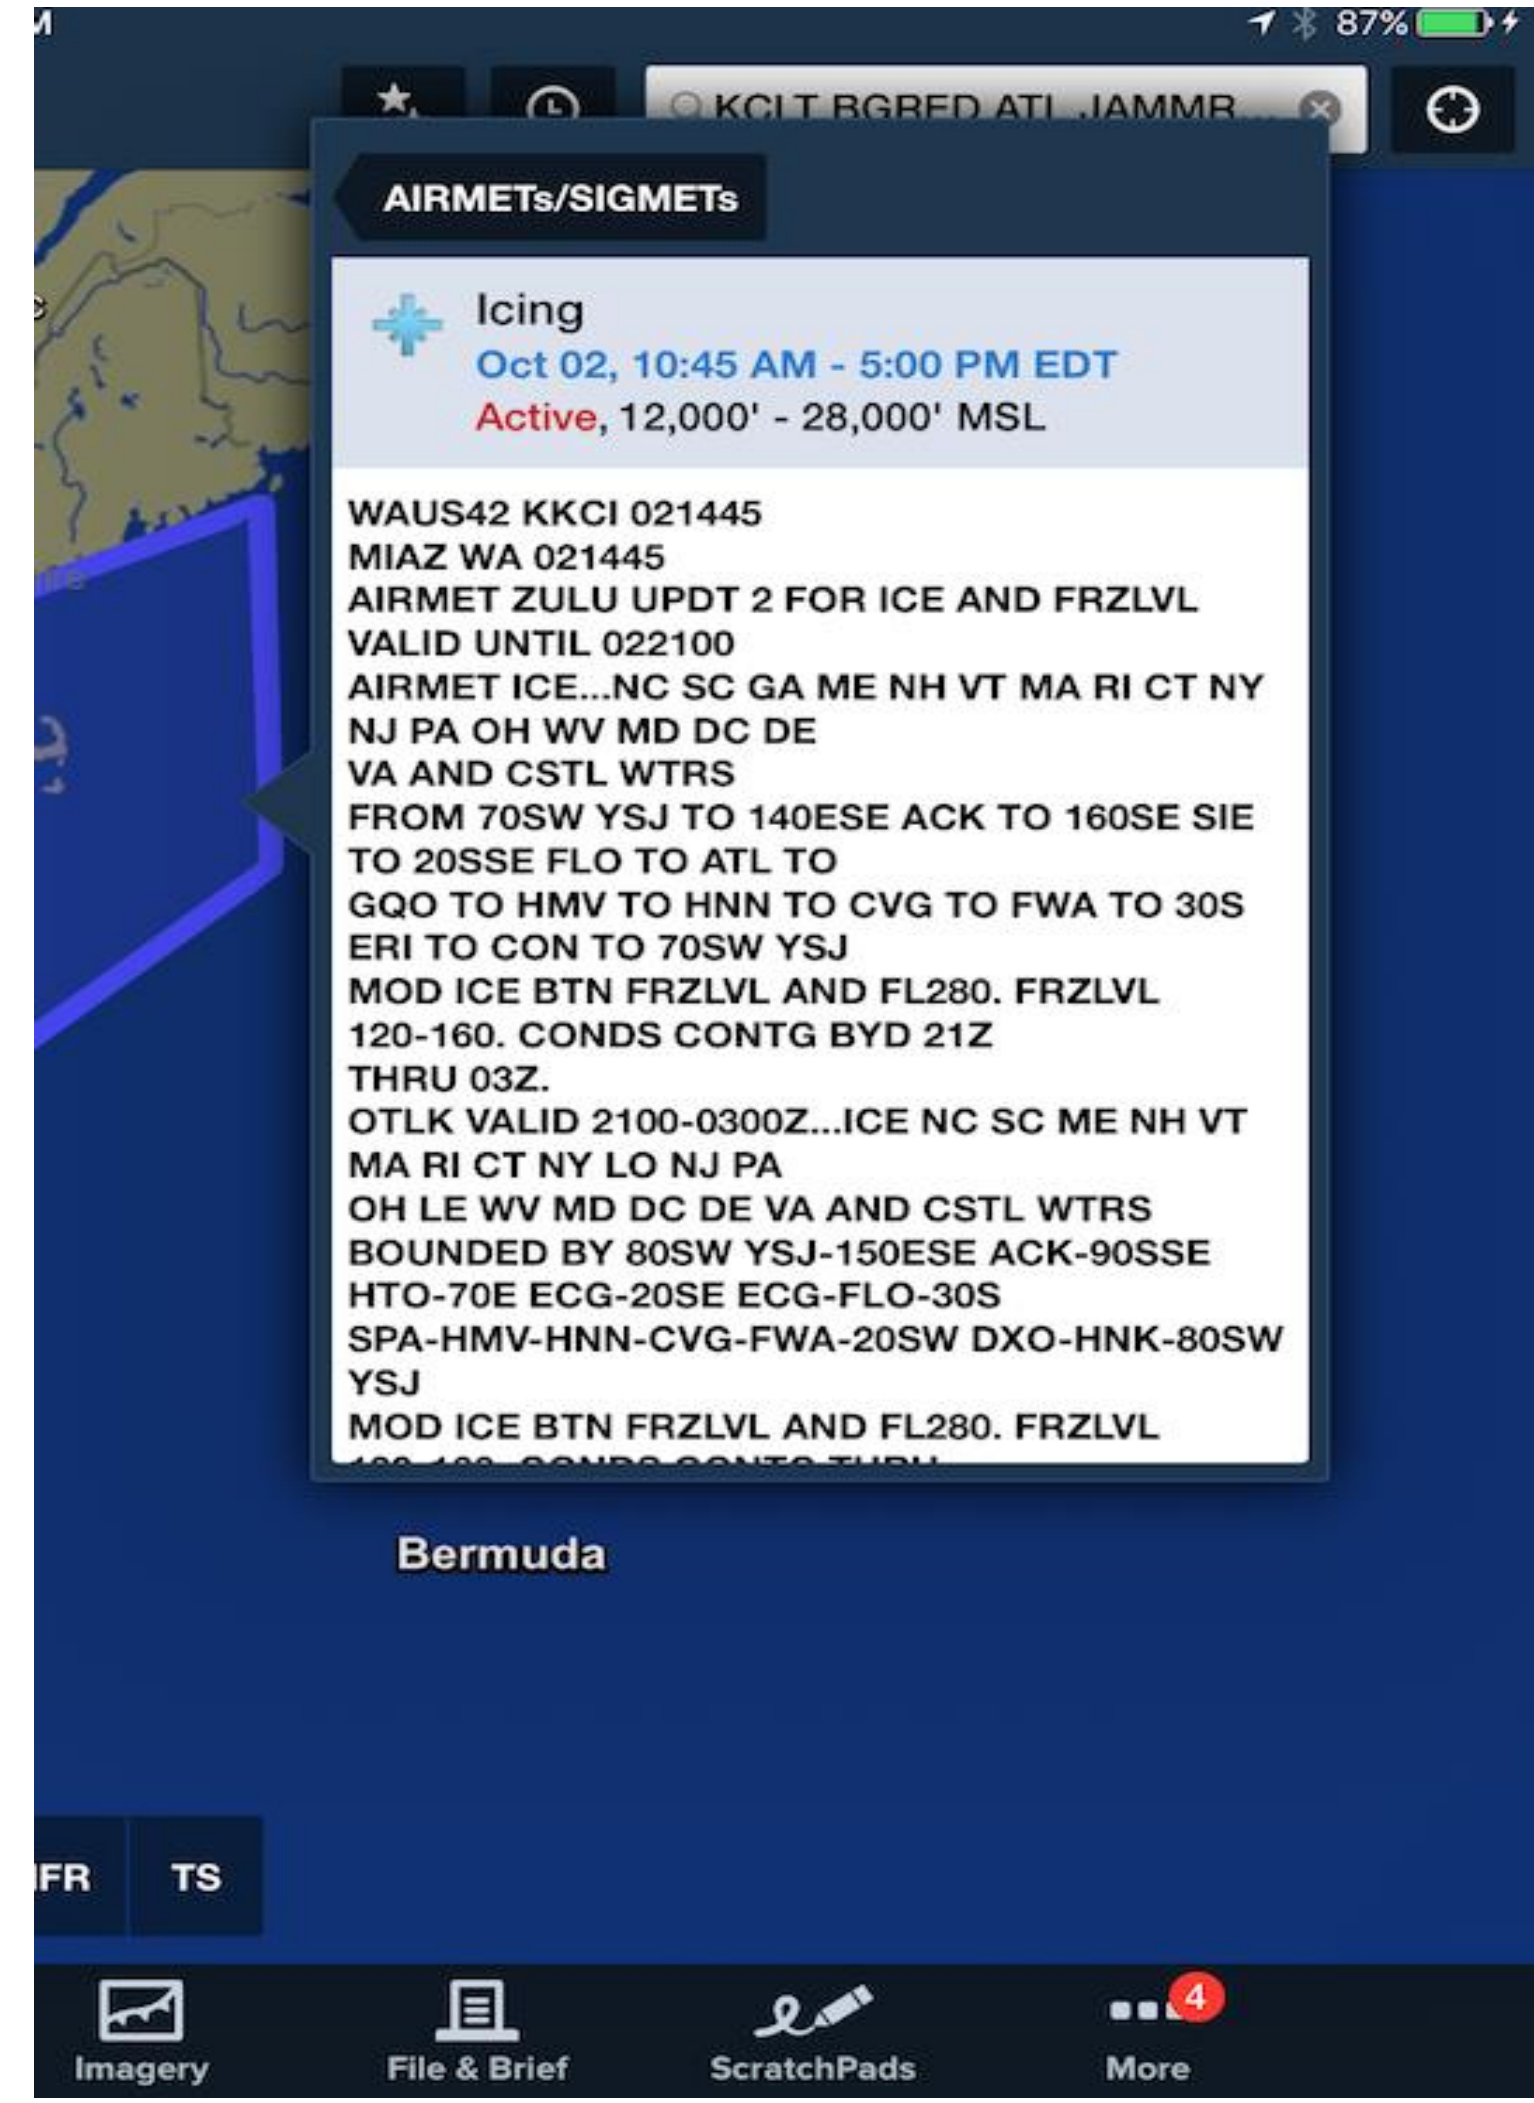 87%
KCLT BGRED ATL JAMMR...
AIRMETs/SIGMETs
Icing
Oct 02, 10:45 AM - 5:00 PM EDT
Active, 12,000' - 28,000' MSL
WAUS42 KKCI 021445
MIAZ WA 021445
AIRMET ZULU UPDT 2 FOR ICE AND FRZLVL
VALID UNTIL 022100
AIRMET ICE...NC SC GA ME NH VT MA RI CT NY
NJ PA OH WV MD DC DE
VA AND CSTL WTRS
FROM 70SW YSJ TO 140ESE ACK TO 160SE SIE
TO 20SSE FLO TO ATL TO
GQO TO HMV TO HNN TO CVG TO FWA TO 30S
ERI TO CON TO 70SW YSJ
MOD ICE BTN FRZLVL AND FL280. FRZLVL
120-160. CONDS CONTG BYD 21Z
THRU 03Z.
OTLK VALID 2100-0300Z...ICE NC SC ME NH VT
MA RI CT NY LO NJ PA
OH LE WV MD DC DE VA AND CSTL WTRS
BOUNDED BY 80SW YSJ-150ESE ACK-90SSE
HTO-70E ECG-20SE ECG-FLO-30S
SPA-HMV-HNN-CVG-FWA-20SW DXO-HNK-80SW
YSJ
MOD ICE BTN FRZLVL AND FL280. FRZLVL
CONDS CONTG THRU
Bermuda
IFR TS
4
Imagery File & Brief ScratchPads More